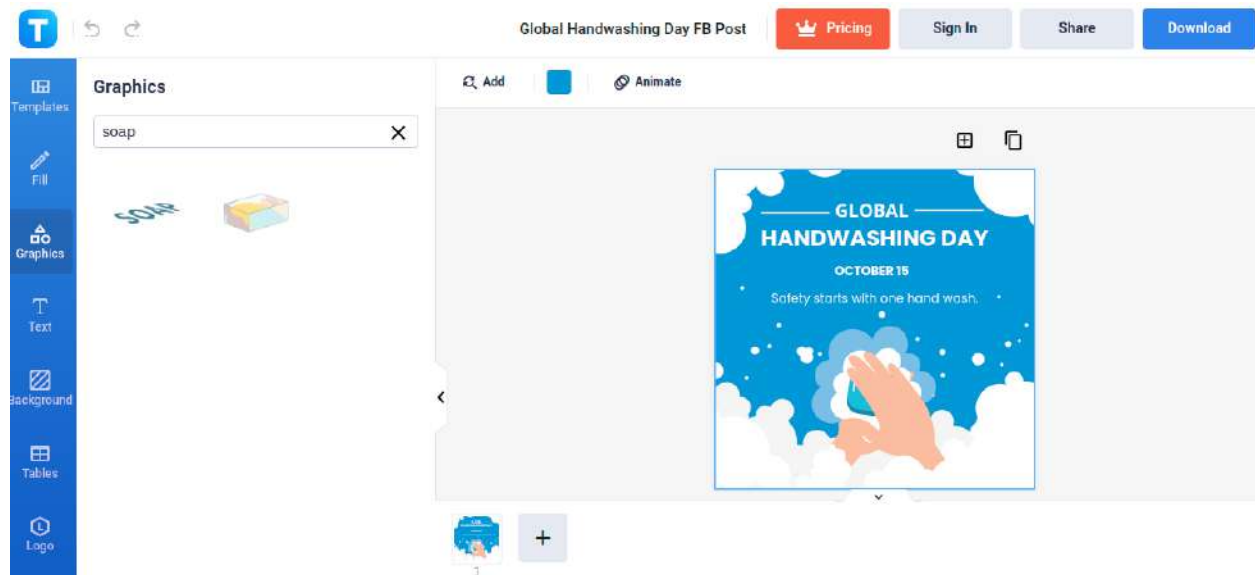 T
Global Handwashing Day FB Post
Pricing
Sign In
Share
Download
Templates
Fill
Graphics
Text
Background
Tables
Logo
Graphics
soap
SOAP
Add
Animate
GLOBAL
HANDWASHING DAY
OCTOBER 15
Safety starts with one hand wash.
1